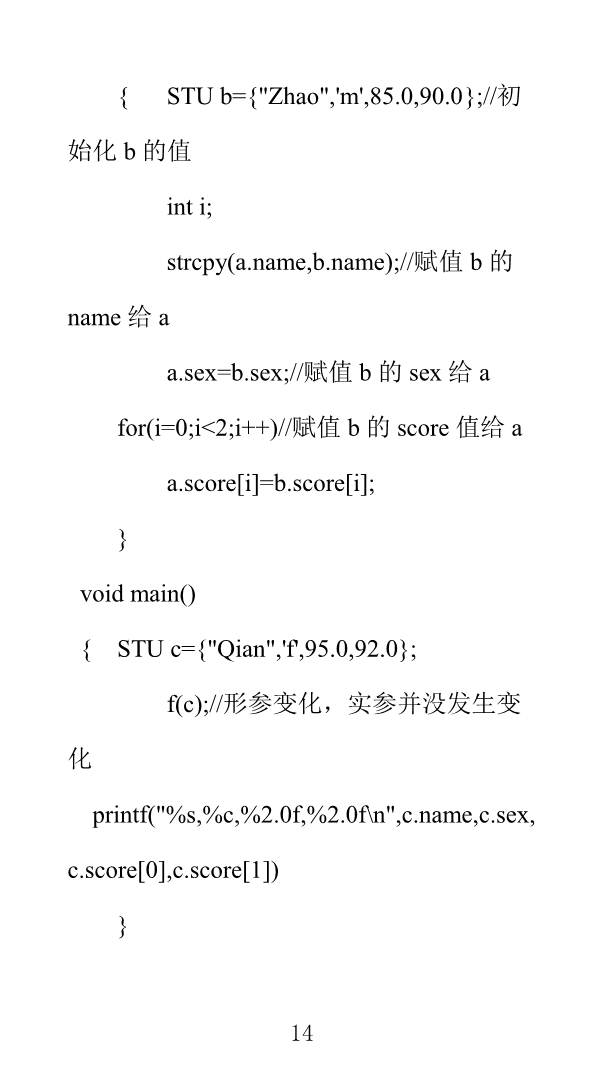 { STU b={"Zhao",'m',85.0,90.0};//初
始化 b 的值
int i;
strcpy(a.name,b.name);//赋值 b 的
name 给 a
a.sex=b.sex;//赋值 b 的 sex 给 a
for(i=0;i<2;i++)//赋值 b 的 score 值给 a
a.score[i]=b.score[i];
}
void main()
{ STU c={"Qian",'f',95.0,92.0};
f(c);//形参变化，实参并没发生变
化
printf("%s,%c,%2.0f,%2.0f\n",c.name,c.sex,
c.score[0],c.score[1])
}
14